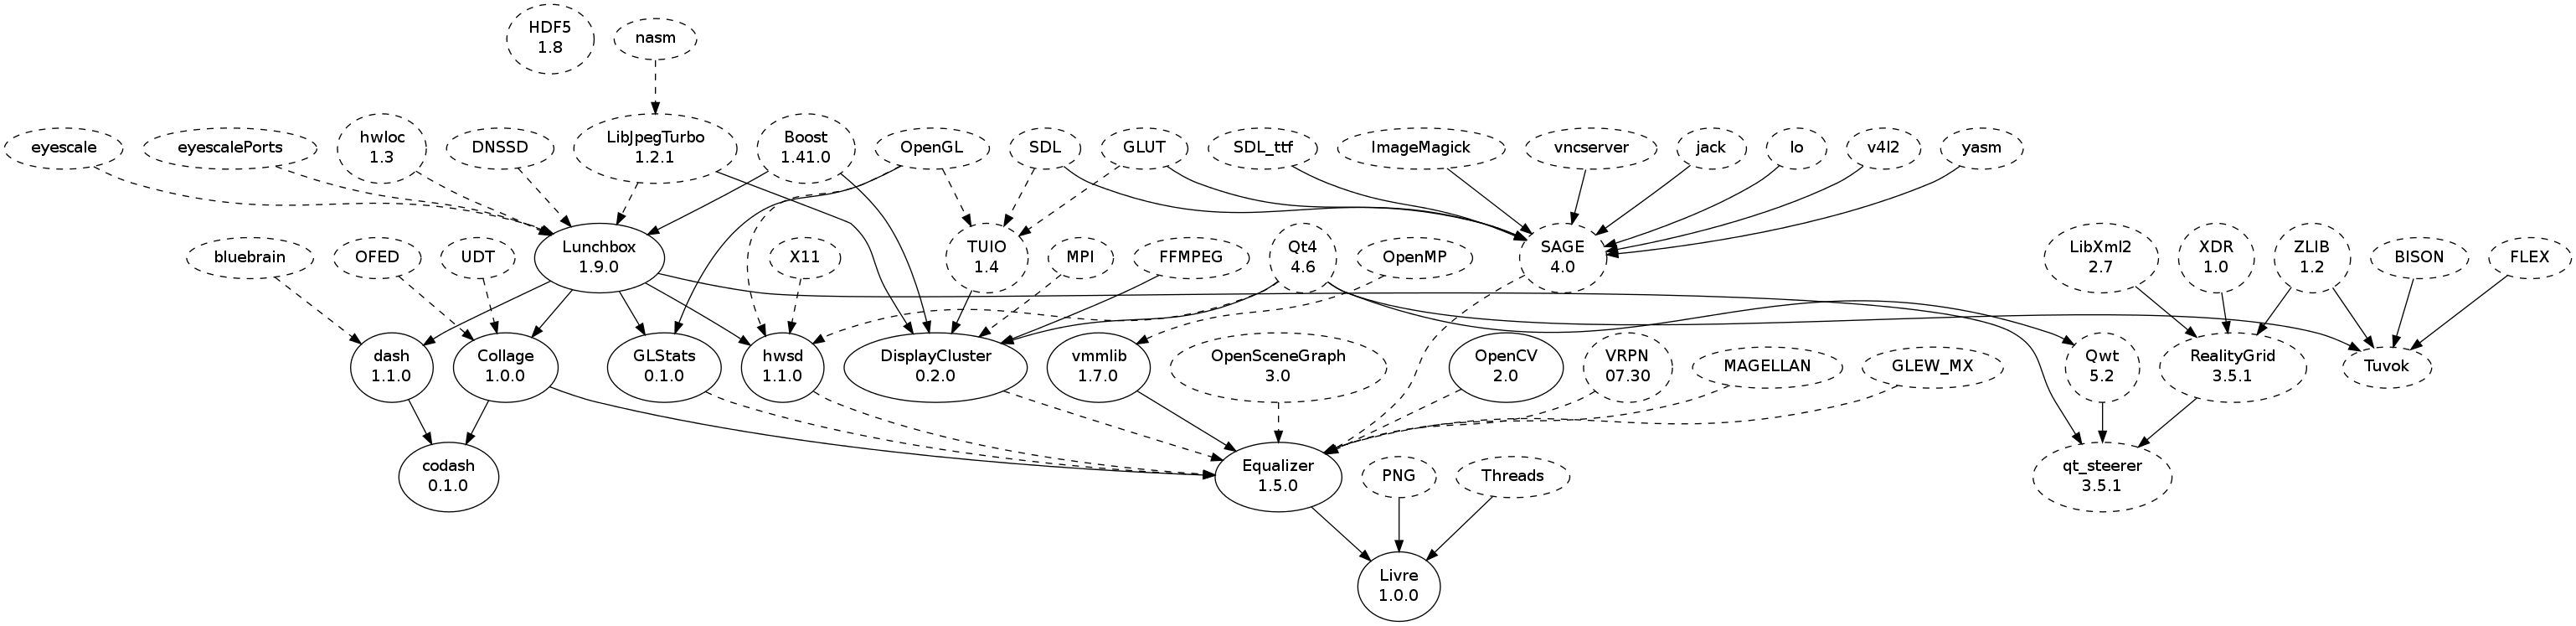 HDF5
1.8
nasm
eyescale
eyescalePorts
hwloc
1.3
DNSSD
LibJpegTurbo
1.2.1
Boost
1.41.0
OpenGL
SDL
GLUT
SDL_ttf
ImageMagick
vncserver
jack
lo
v4l2
yasm
bluebrain
OFED
UDT
Lunchbox
1.9.0
X11
TUIO
1.4
MPI
FFMPEG
Qt4
4.6
OpenMP
SAGE
4.0
LibXml2
2.7
XDR
1.0
ZLIB
1.2
BISON
FLEX
dash
1.1.0
Collage
1.0.0
GLStats
0.1.0
hwsd
1.1.0
DisplayCluster
0.2.0
vmmlib
1.7.0
OpenSceneGraph
3.0
OpenCV
2.0
VRPN
07.30
MAGELLAN
GLEW_MX
Qwt
5.2
RealityGrid
3.5.1
Tuvok
codash
0.1.0
Equalizer
1.5.0
PNG
Threads
qt_steerer
3.5.1
Livre
1.0.0